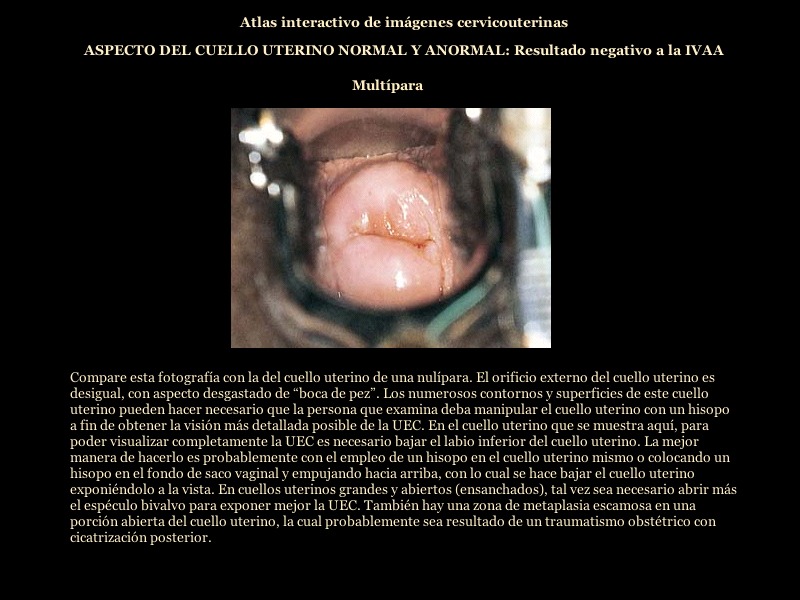 Atlas interactivo de imágenes cervicouterinas
ASPECTO DEL CUELLO UTERINO NORMAL Y ANORMAL: Resultado negativo a la IVAA
Multípara
Compare esta fotografía con la del cuello uterino de una nulípara. El orificio externo del cuello uterino es
desigual, con aspecto desgastado de “boca de pez”. Los numerosos contornos y superficies de este cuello
uterino pueden hacer necesario que la persona que examina deba manipular el cuello uterino con un hisopo
a fin de obtener la visión más detallada posible de la UEC. En el cuello uterino que se muestra aquí, para
poder visualizar completamente la UEC es necesario bajar el labio inferior del cuello uterino. La mejor
manera de hacerlo es probablemente con el empleo de un hisopo en el cuello uterino mismo o colocando un
hisopo en el fondo de saco vaginal y empujando hacia arriba, con lo cual se hace bajar el cuello uterino
exponiéndolo a la vista. En cuellos uterinos grandes y abiertos (ensanchados), tal vez sea necesario abrir más
el espéculo bivalvo para exponer mejor la UEC. También hay una zona de metaplasia escamosa en una
porción abierta del cuello uterino, la cual probablemente sea resultado de un traumatismo obstétrico con
cicatrización posterior.